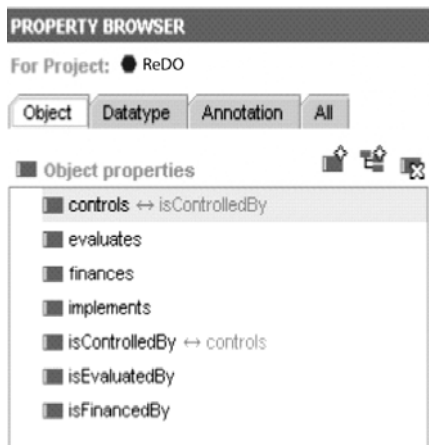 PROPERTY BROWSER
For Project: ReDO
Object Datatype Annotation All
Object properties
controls ↔ isControlledBy
evaluates
finances
implements
isControlledBy ↔ controls
isEvaluatedBy
isFinancedBy